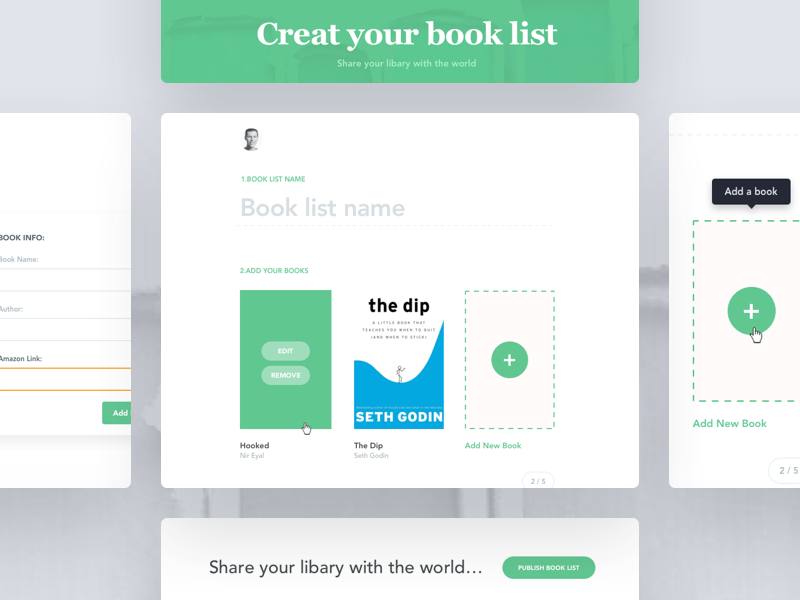 Creat your book list
Share your libary with the world
BOOK INFO:
Book Name:
Author:
Amazon Link:
Add
1.BOOK LIST NAME
Book list name
2.ADD YOUR BOOKS
EDIT
REMOVE
Hooked
Nir Eyal
the dip
A LITTLE BOOK THAT
TEACHES YOU WHEN TO QUIT
(AND WHEN TO STICK)
SETH GODIN
The Dip
Seth Godin
Add New Book
2 / 5
Add a book
Add New Book
2 / 5
Share your libary with the world...
PUBLISH BOOK LIST